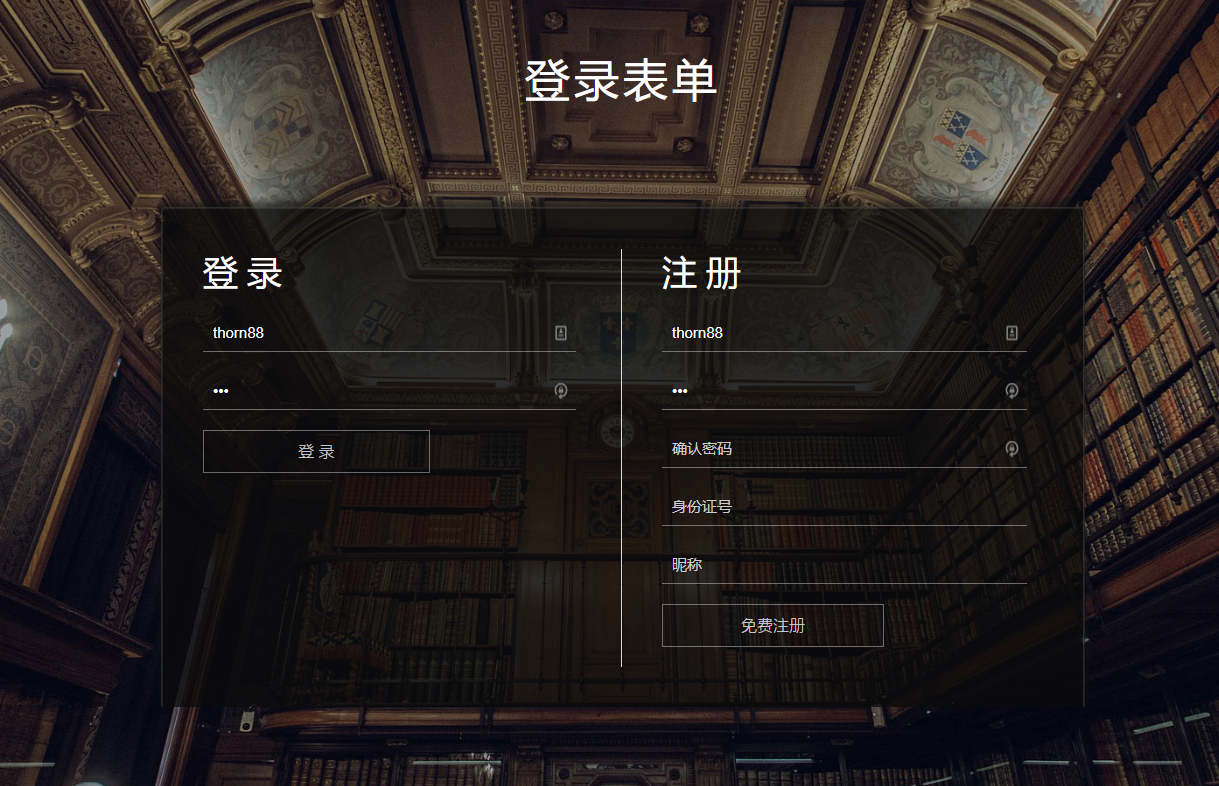 登录表单
登 录
thorn88
•••
登 录
注 册
thorn88
•••
确认密码
身份证号
昵称
免费注册